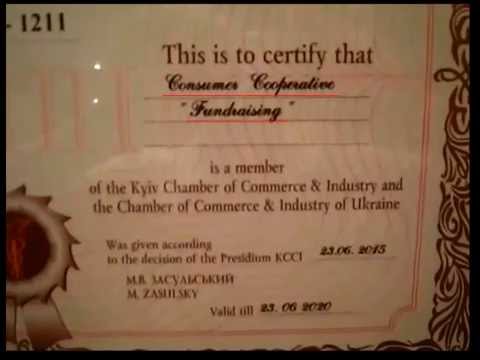 - 1211
This is to certify that
Consumer Cooperative
"Fundraising"
is a member
of the Kyiv Chamber of Commerce & Industry and
the Chamber of Commerce & Industry of Ukraine
Was given according
to the decision of the Presidium KCCI 23.06.2015
М.В. ЗАСУЛЬСЬКИЙ
M. ZASULSKY
Valid till 23.06 2020